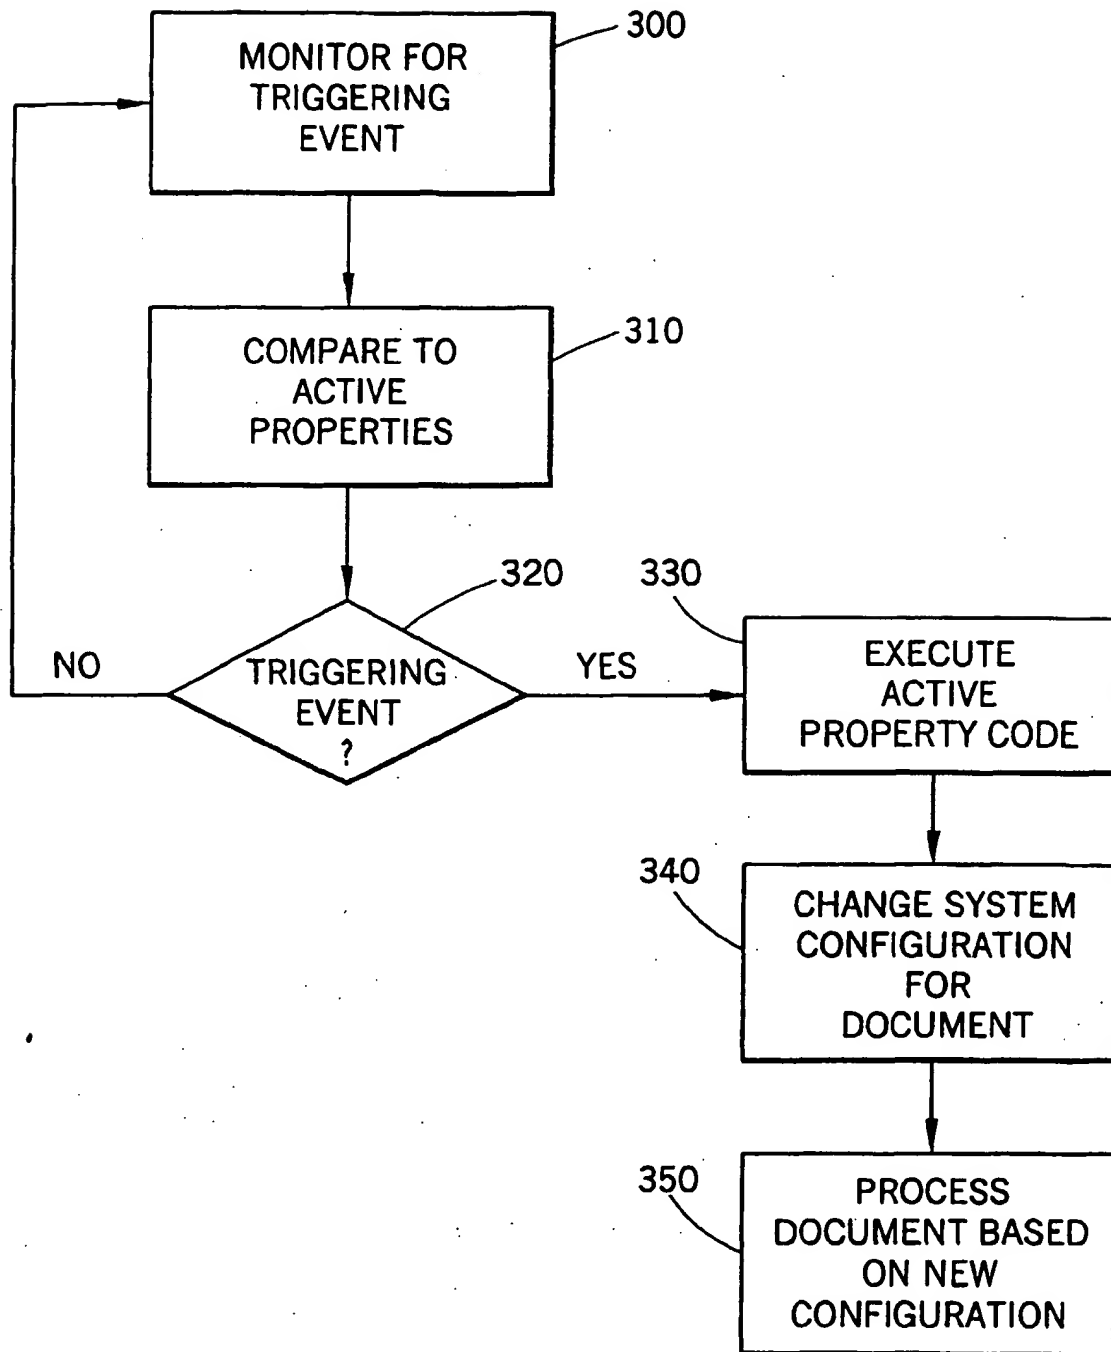 MONITOR FOR
TRIGGERING
EVENT
300
COMPARE TO
ACTIVE
PROPERTIES
310
320
TRIGGERING
EVENT
?
NO
YES
330
EXECUTE
ACTIVE
PROPERTY CODE
340
CHANGE SYSTEM
CONFIGURATION
FOR
DOCUMENT
350
PROCESS
DOCUMENT BASED
ON NEW
CONFIGURATION